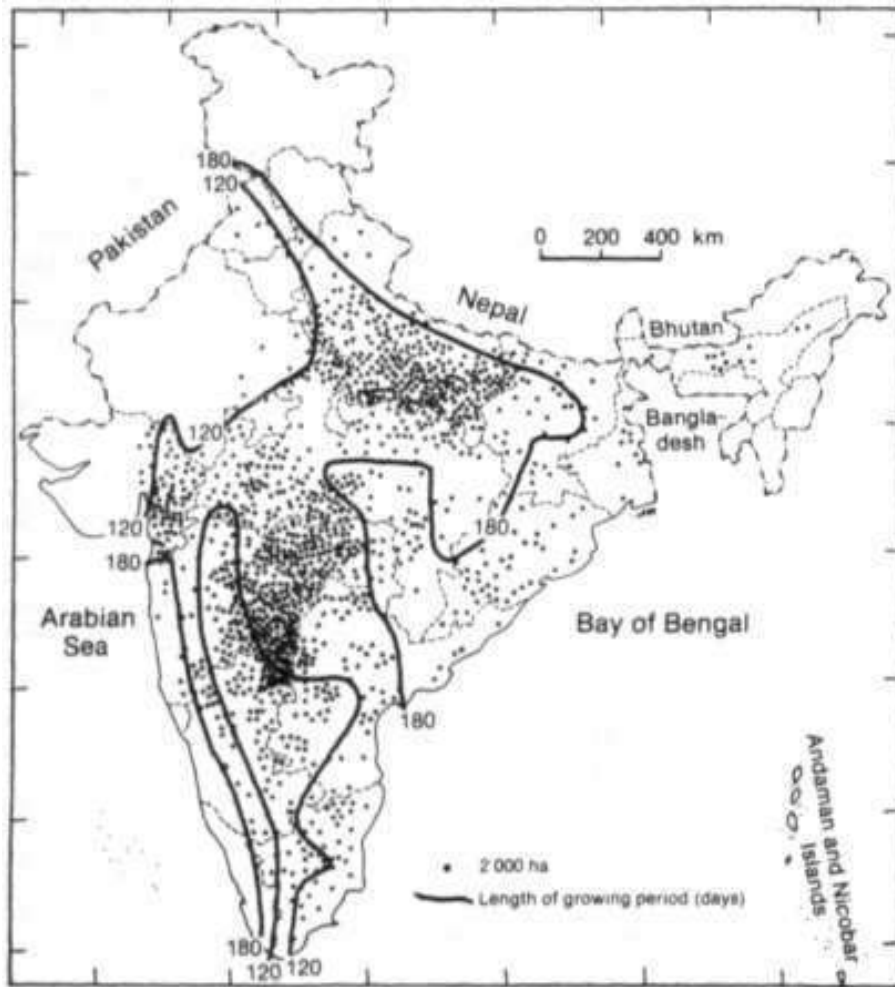 180
120
Pakistan
0 200 400 km
Nepal
Bhutan
Bangla-
desh
120
120
180
180
Arabian
Sea
Bay of Bengal
180
Andaman and Nicobar
Islands
• 2 000 ha
Length of growing period (days)
180
120 120